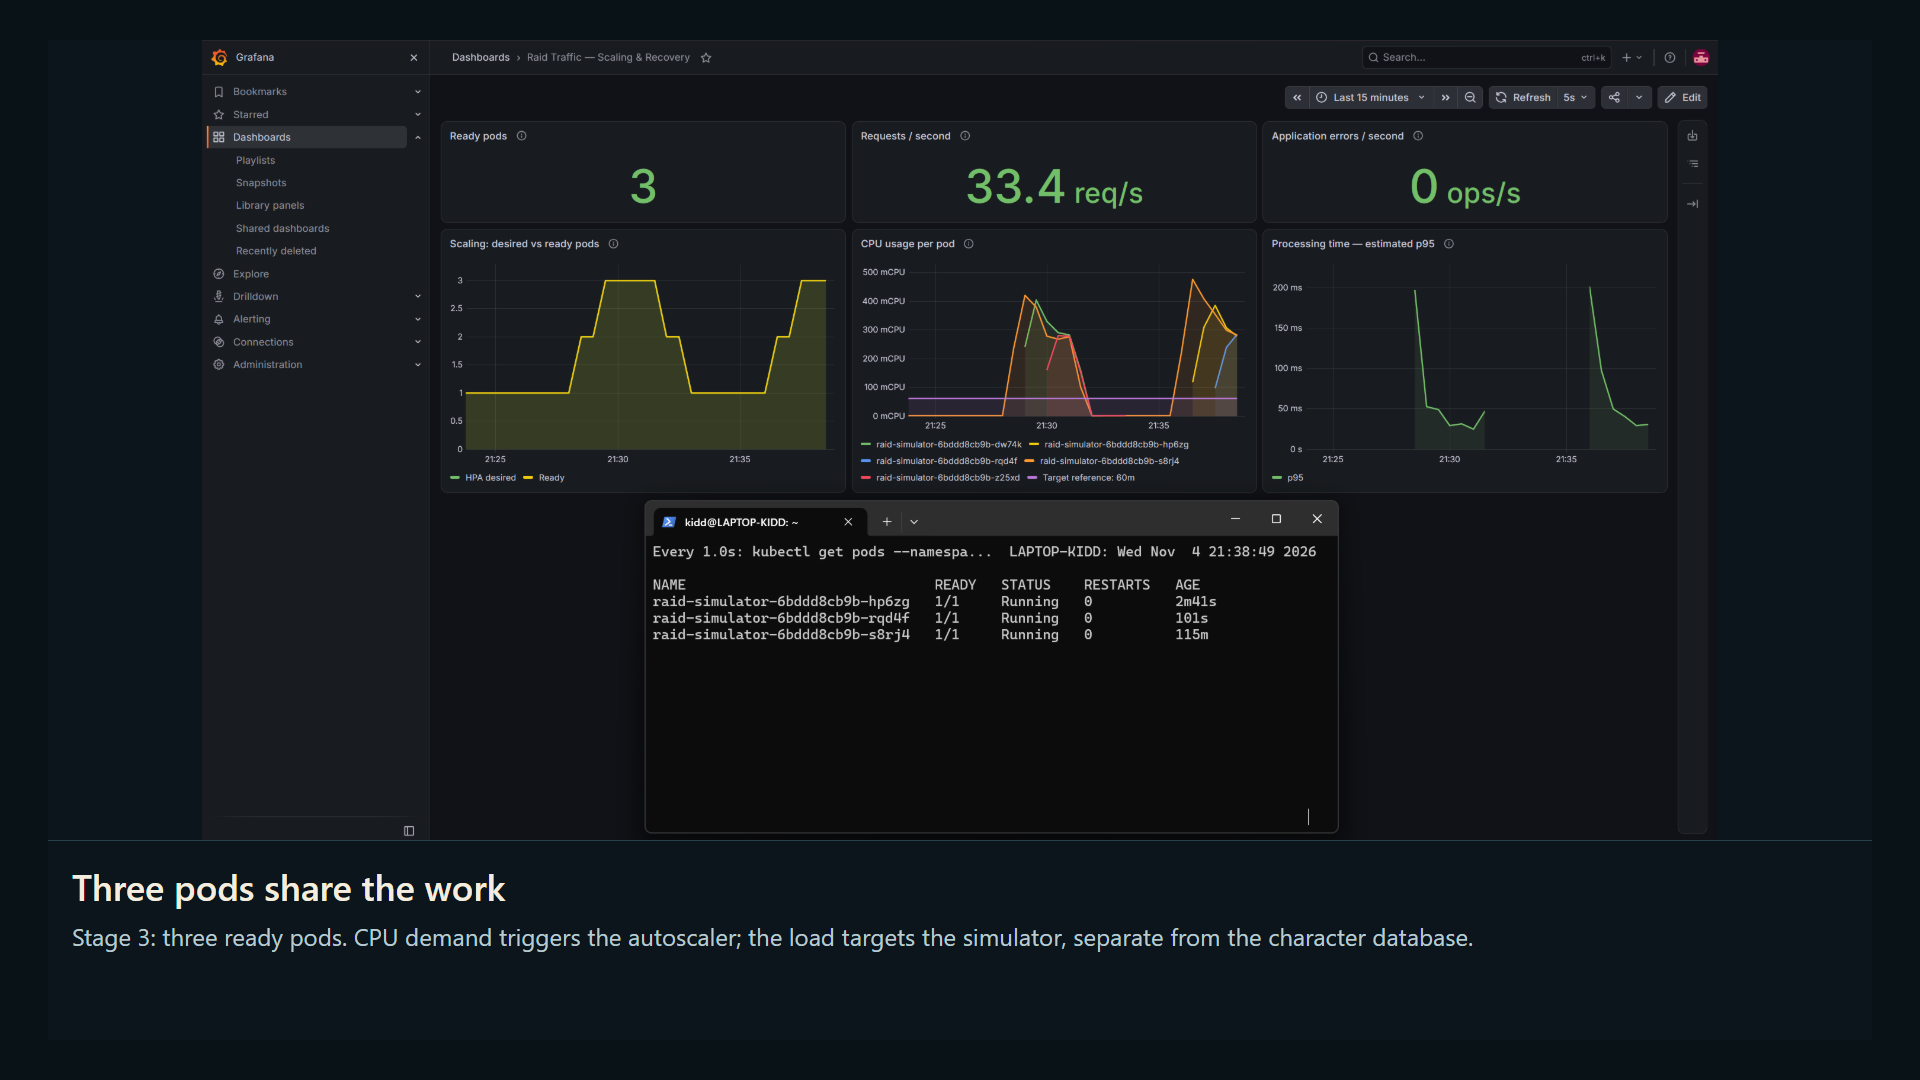 Grafana
Dashboards › Raid Traffic — Scaling & Recovery
Search... ctrl+k
Bookmarks
Starred
Dashboards
Playlists
Snapshots
Library panels
Shared dashboards
Recently deleted
Explore
Drilldown
Alerting
Connections
Administration
Last 15 minutes
Refresh 5s
Edit
Ready pods
3
Requests / second
33.4 req/s
Application errors / second
0 ops/s
Scaling: desired vs ready pods
3
2.5
2
1.5
1
0.5
0
21:25 21:30 21:35
HPA desired Ready
CPU usage per pod
500 mCPU
400 mCPU
300 mCPU
200 mCPU
100 mCPU
0 mCPU
21:25 21:30 21:35
raid-simulator-6bddd8cb9b-dw74k raid-simulator-6bddd8cb9b-hp6zg
raid-simulator-6bddd8cb9b-rqd4f raid-simulator-6bddd8cb9b-s8rj4
raid-simulator-6bddd8cb9b-z25xd Target reference: 60m
Processing time — estimated p95
200 ms
150 ms
100 ms
50 ms
0 s
21:25 21:30 21:35
p95
kidd@LAPTOP-KIDD: ~
Every 1.0s: kubectl get pods --namespa... LAPTOP-KIDD: Wed Nov 4 21:38:49 2026
NAME READY STATUS RESTARTS AGE
raid-simulator-6bddd8cb9b-hp6zg 1/1 Running 0 2m41s
raid-simulator-6bddd8cb9b-rqd4f 1/1 Running 0 101s
raid-simulator-6bddd8cb9b-s8rj4 1/1 Running 0 115m
Three pods share the work
Stage 3: three ready pods. CPU demand triggers the autoscaler; the load targets the simulator, separate from the character database.